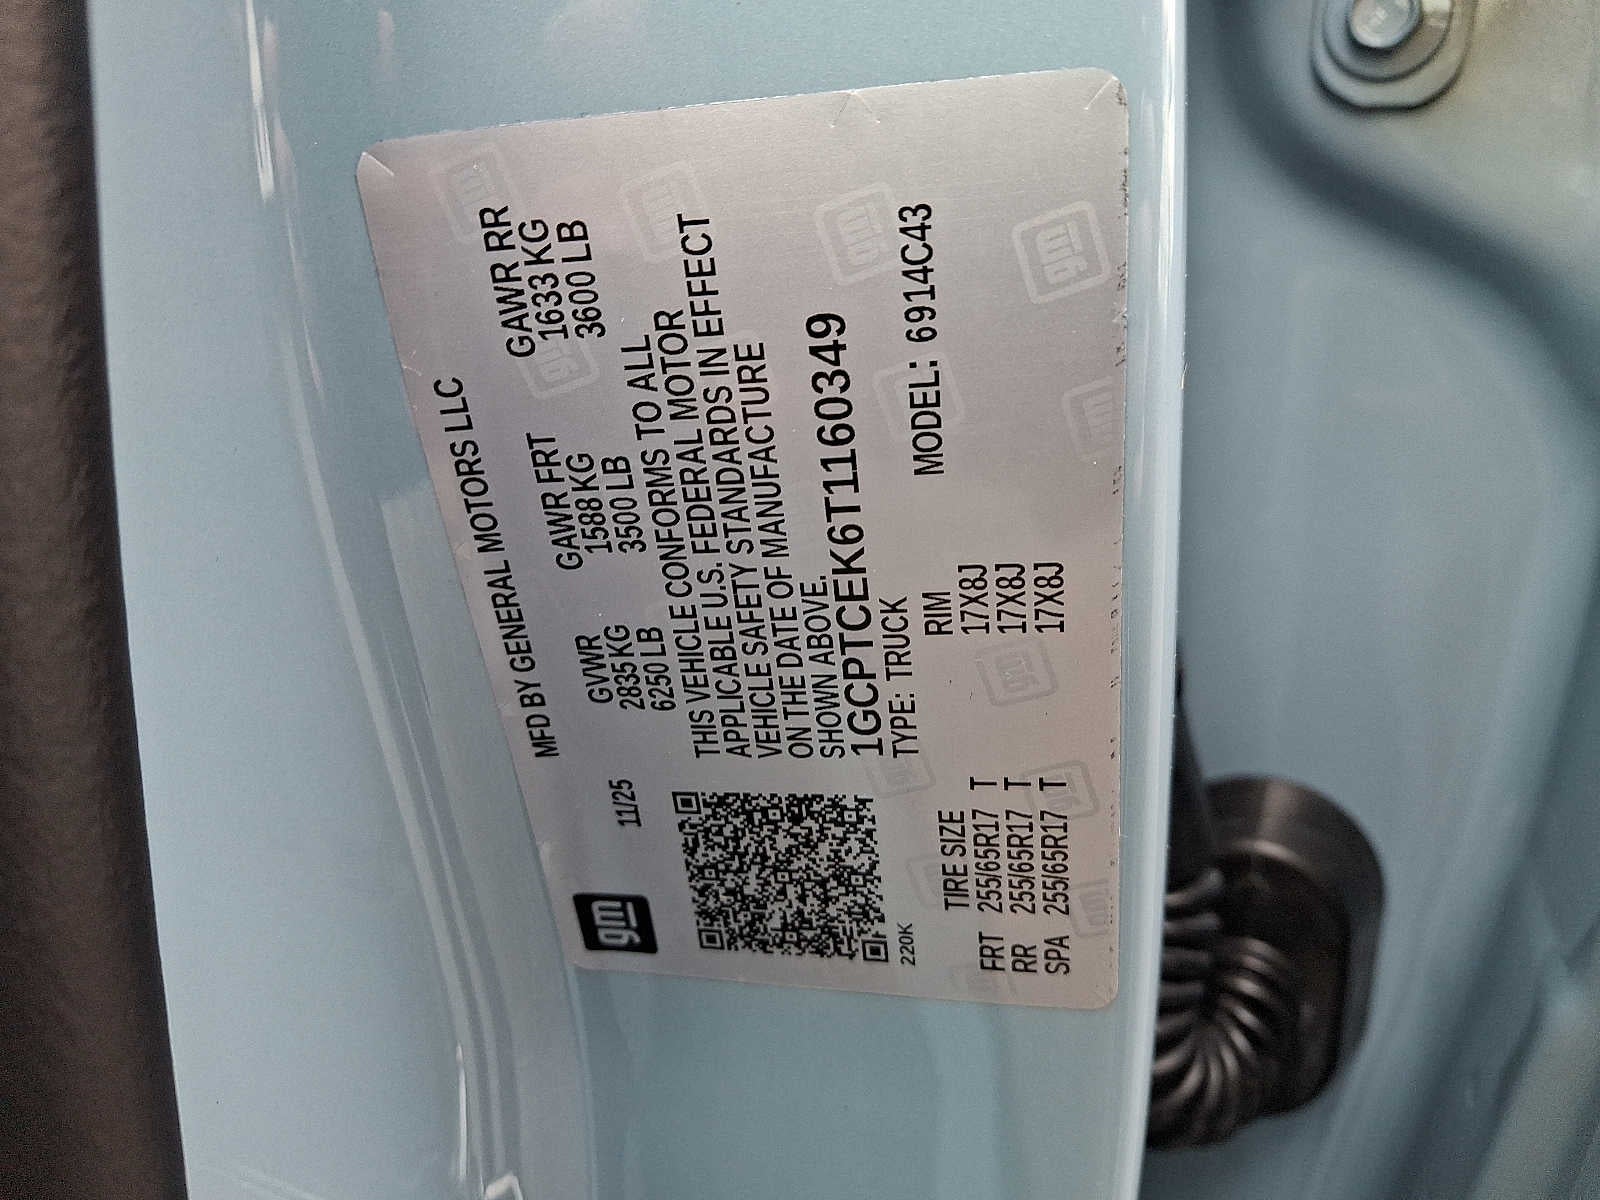 gm
11/25
MFD BY GENERAL MOTORS LLC
GVWR GAWR FRT GAWR RR
2835 KG 1588 KG 1633 KG
6250 LB 3500 LB 3600 LB
THIS VEHICLE CONFORMS TO ALL
APPLICABLE U.S. FEDERAL MOTOR
VEHICLE SAFETY STANDARDS IN EFFECT
ON THE DATE OF MANUFACTURE
SHOWN ABOVE.
1GCPTCEK6T1160349
TYPE: TRUCK MODEL: 6914C43
220K
TIRE SIZE RIM
FRT 255/65R17 T 17X8J
RR 255/65R17 T 17X8J
SPA 255/65R17 T 17X8J